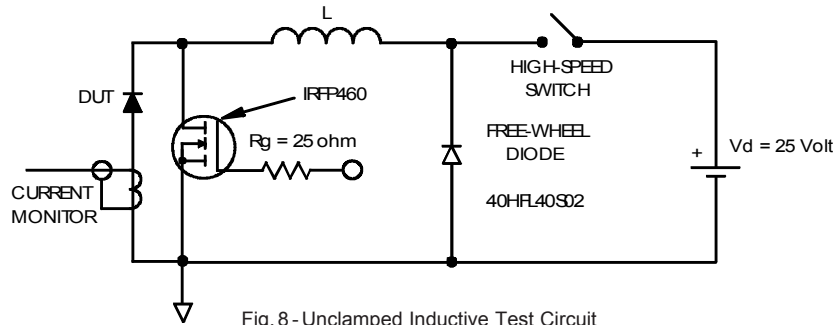 L
HIGH-SPEED
SWITCH
DUT
IRFP460
Rg = 25 ohm
FREE-WHEEL
DIODE
+
Vd = 25 Volt
CURRENT
MONITOR
40HFL40S02
Fig. 8 - Unclamped Inductive Test Circuit